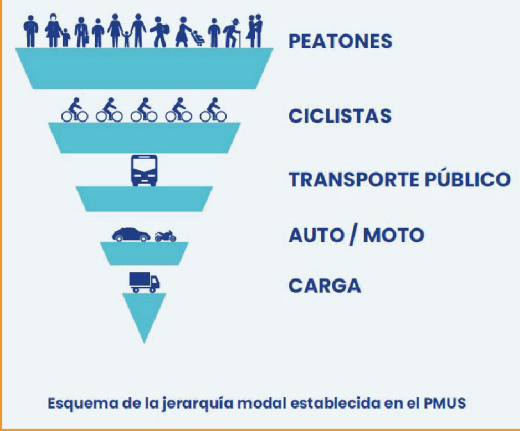 PEATONES
CICLISTAS
TRANSPORTE PÚBLICO
AUTO / MOTO
CARGA
Esquema de la jerarquía modal establecida en el PMUS